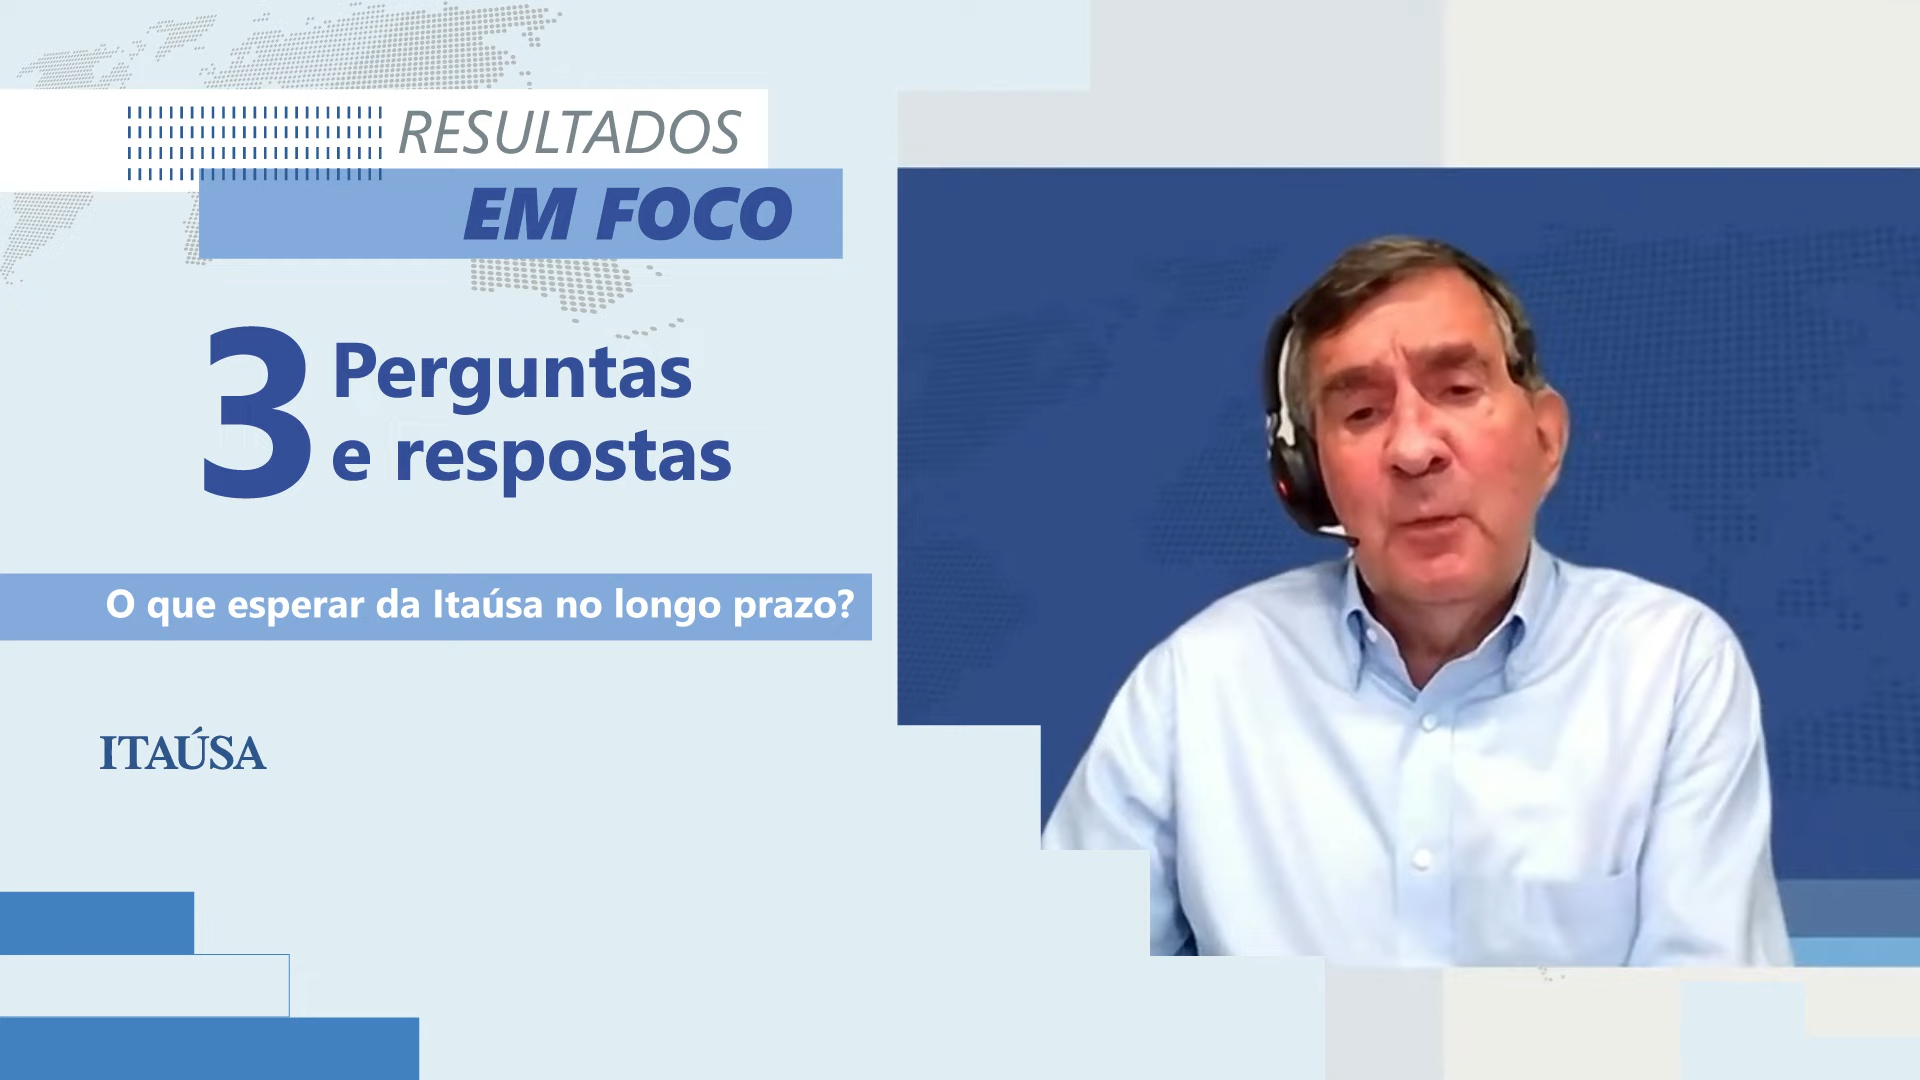 RESULTADOS
EM FOCO
3 Perguntas
e respostas
O que esperar da Itaúsa no longo prazo?
ITAÚSA